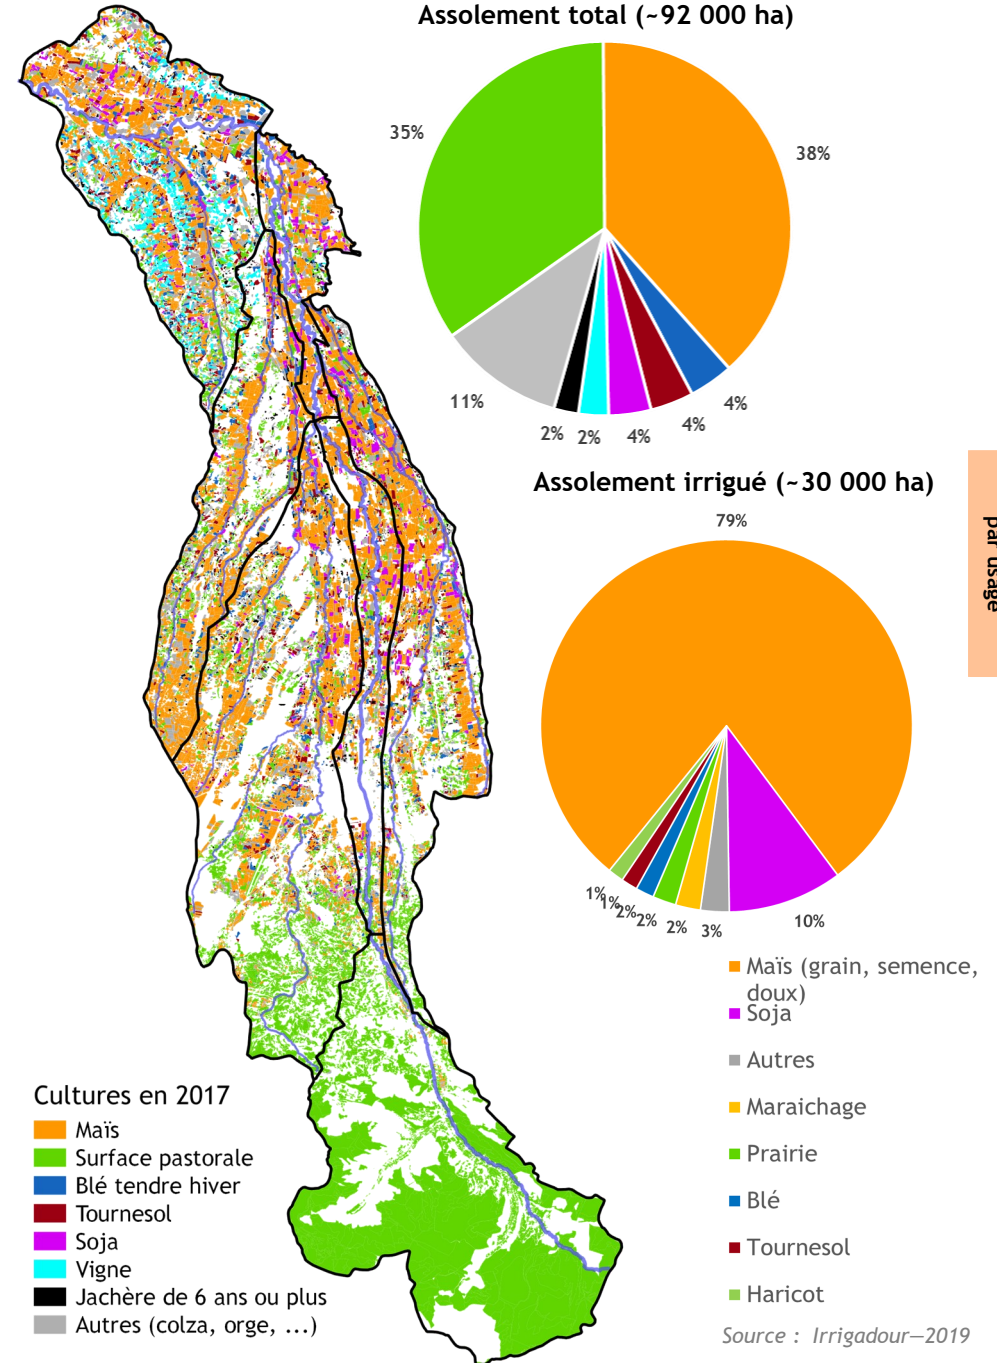 Assolement total (~92 000 ha)
35%
38%
11%
2%
2%
4%
4%
4%
Assolement irrigué (~30 000 ha)
par usage
79%
1%
1%
2%
2%
2%
3%
10%
Maïs (grain, semence,
doux)
Soja
Autres
Maraichage
Prairie
Blé
Tournesol
Haricot
Cultures en 2017
Maïs
Surface pastorale
Blé tendre hiver
Tournesol
Soja
Vigne
Jachère de 6 ans ou plus
Autres (colza, orge, ...)
Source : Irrigadour—2019